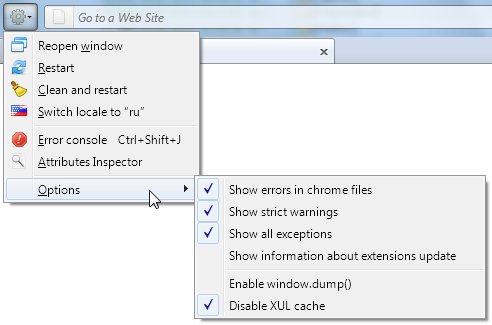 Go to a Web Site
Reopen window
Restart
Clean and restart
Switch locale to “ru”
Error console Ctrl+Shift+J
Attributes Inspector
Options
Show errors in chrome files
Show strict warnings
Show all exceptions
Show information about extensions update
Enable window.dump()
Disable XUL cache